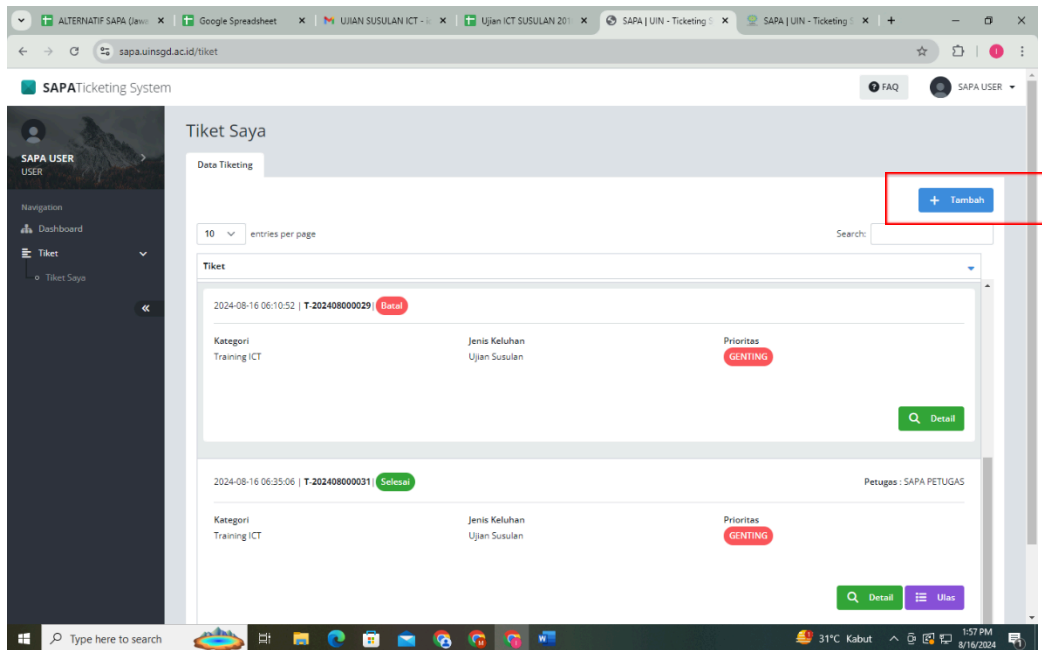 ALTERNATIF SAPA (Jawa
Google Spreadsheet
UJIAN SUSULAN ICT - ic
Ujian ICT SUSULAN 201
SAPA | UIN - Ticketing S
SAPA | UIN - Ticketing S
sapa.uinsgd.ac.id/tiket
SAPATicketing System
FAQ
SAPA USER
SAPA USER
USER
Navigation
Dashboard
Tiket
Tiket Saya
Tiket Saya
Data Tiketing
+ Tambah
10 entries per page
Search:
Tiket
2024-08-16 06:10:52 | T-202408000029| Batal
Kategori Jenis Keluhan Prioritas
Training ICT Ujian Susulan GENTING
Detail
2024-08-16 06:35:06 | T-202408000031| Selesai Petugas : SAPA PETUGAS
Kategori Jenis Keluhan Prioritas
Training ICT Ujian Susulan GENTING
Detail Ulas
Type here to search
31°C Kabut
1:57 PM
8/16/2024